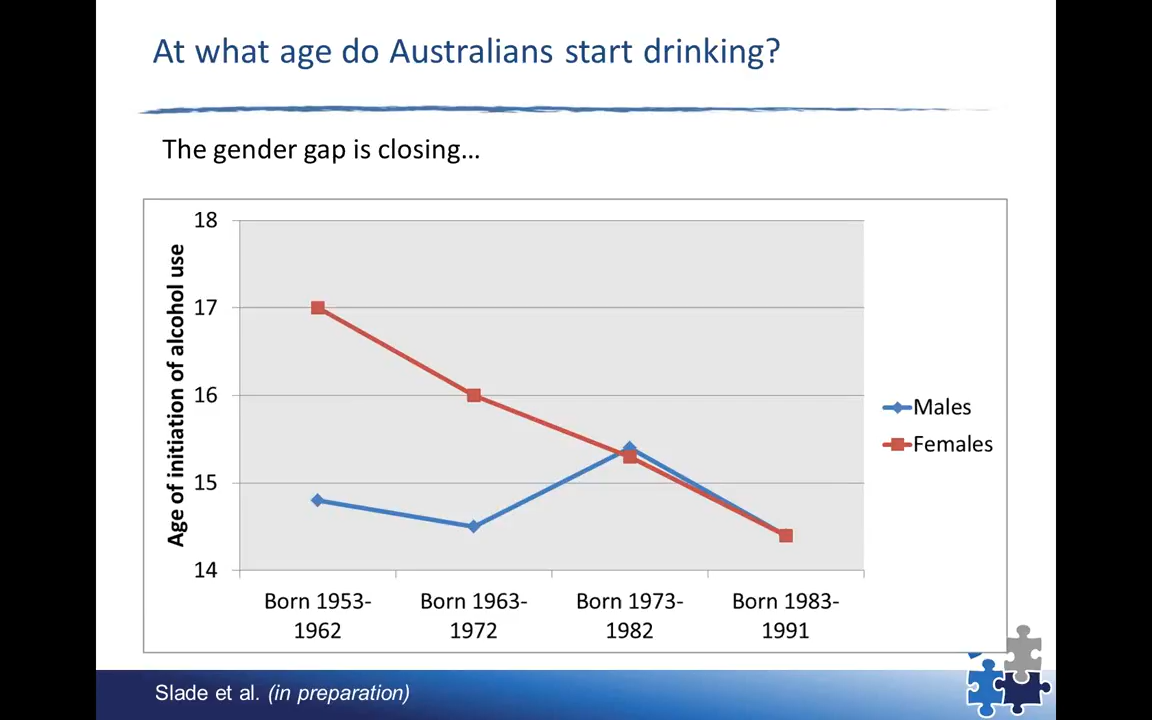 At what age do Australians start drinking?
The gender gap is closing...
Age of initiation of alcohol use
18
17
16
15
14
Born 1953-
1962
Born 1963-
1972
Born 1973-
1982
Born 1983-
1991
Males
Females
Slade et al. (in preparation)